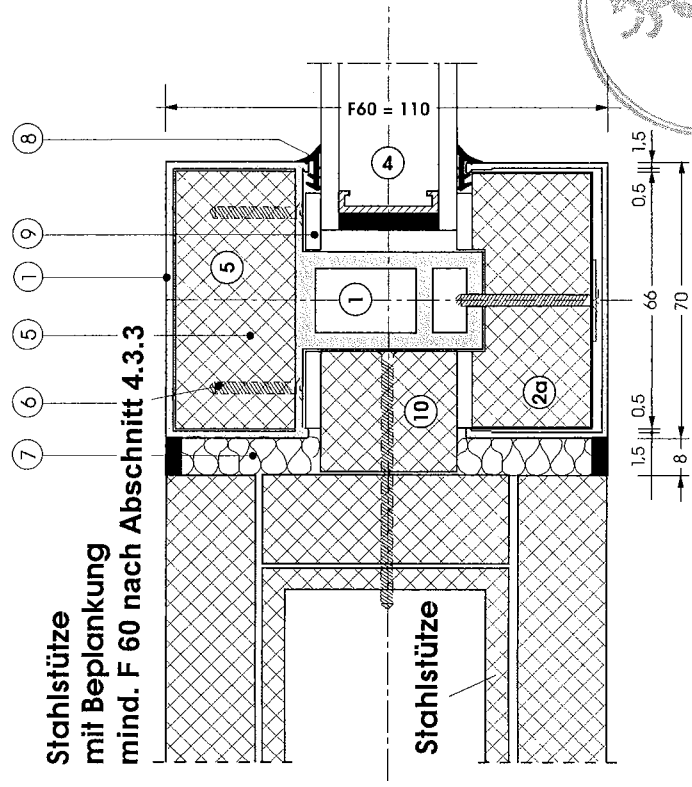 Stahlstütze
mit Beplankung
mind. F 60 nach Abschnitt 4.3.3
7
6
5
1
9
8
F60 = 110
4
5
1
10
2a
Stahlstütze
1,5
0,5
66
0,5
1,5
8
70